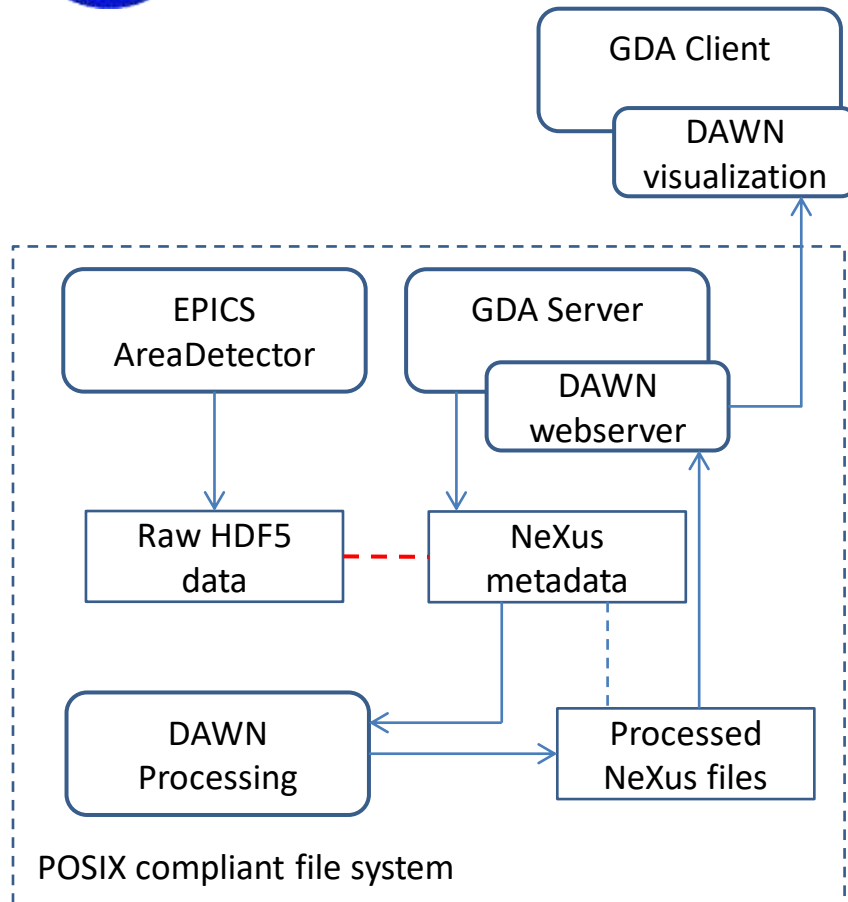 GDA Client
DAWN
visualization
EPICS
AreaDetector
GDA Server
DAWN
webserver
Raw HDF5
data
NeXus
metadata
DAWN
Processing
Processed
NeXus files
POSIX compliant file system